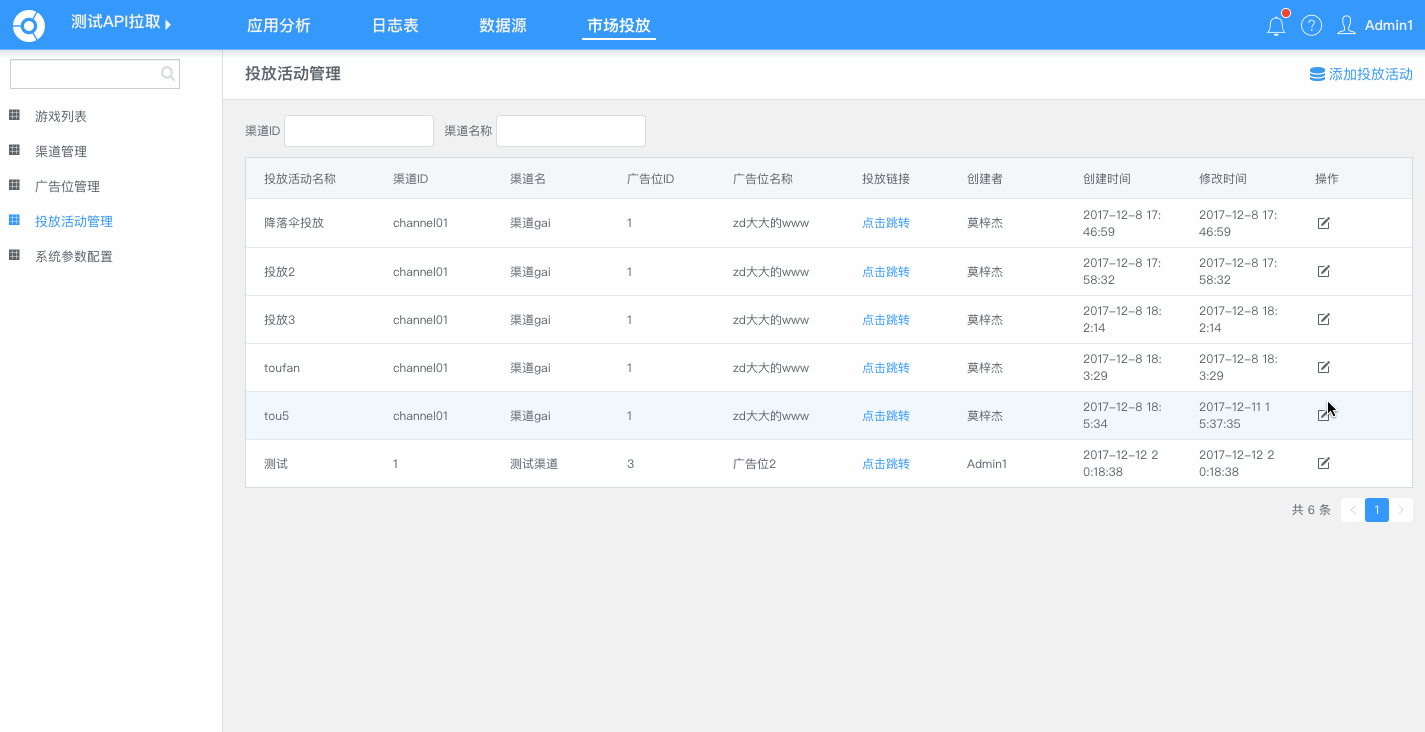 测试API拉取
应用分析
日志表
数据源
市场投放
Admin1
游戏列表
渠道管理
广告位管理
投放活动管理
系统参数配置
投放活动管理
添加投放活动
渠道ID
渠道名称
投放活动名称 渠道ID 渠道名 广告位ID 广告位名称 投放链接 创建者 创建时间 修改时间 操作
降落伞投放 channel01 渠道gai 1 zd大大的www 点击跳转 莫梓杰 2017-12-8 17: 2017-12-8 17:
46:59 46:59
投放2 channel01 渠道gai 1 zd大大的www 点击跳转 莫梓杰 2017-12-8 17: 2017-12-8 17:
58:32 58:32
投放3 channel01 渠道gai 1 zd大大的www 点击跳转 莫梓杰 2017-12-8 18: 2017-12-8 18:
2:14 2:14
toufan channel01 渠道gai 1 zd大大的www 点击跳转 莫梓杰 2017-12-8 18: 2017-12-8 18:
3:29 3:29
tou5 channel01 渠道gai 1 zd大大的www 点击跳转 莫梓杰 2017-12-8 18: 2017-12-11 1
5:34 5:37:35
测试 1 测试渠道 3 广告位2 点击跳转 Admin1 2017-12-12 2 2017-12-12 2
0:18:38 0:18:38
共 6 条 1